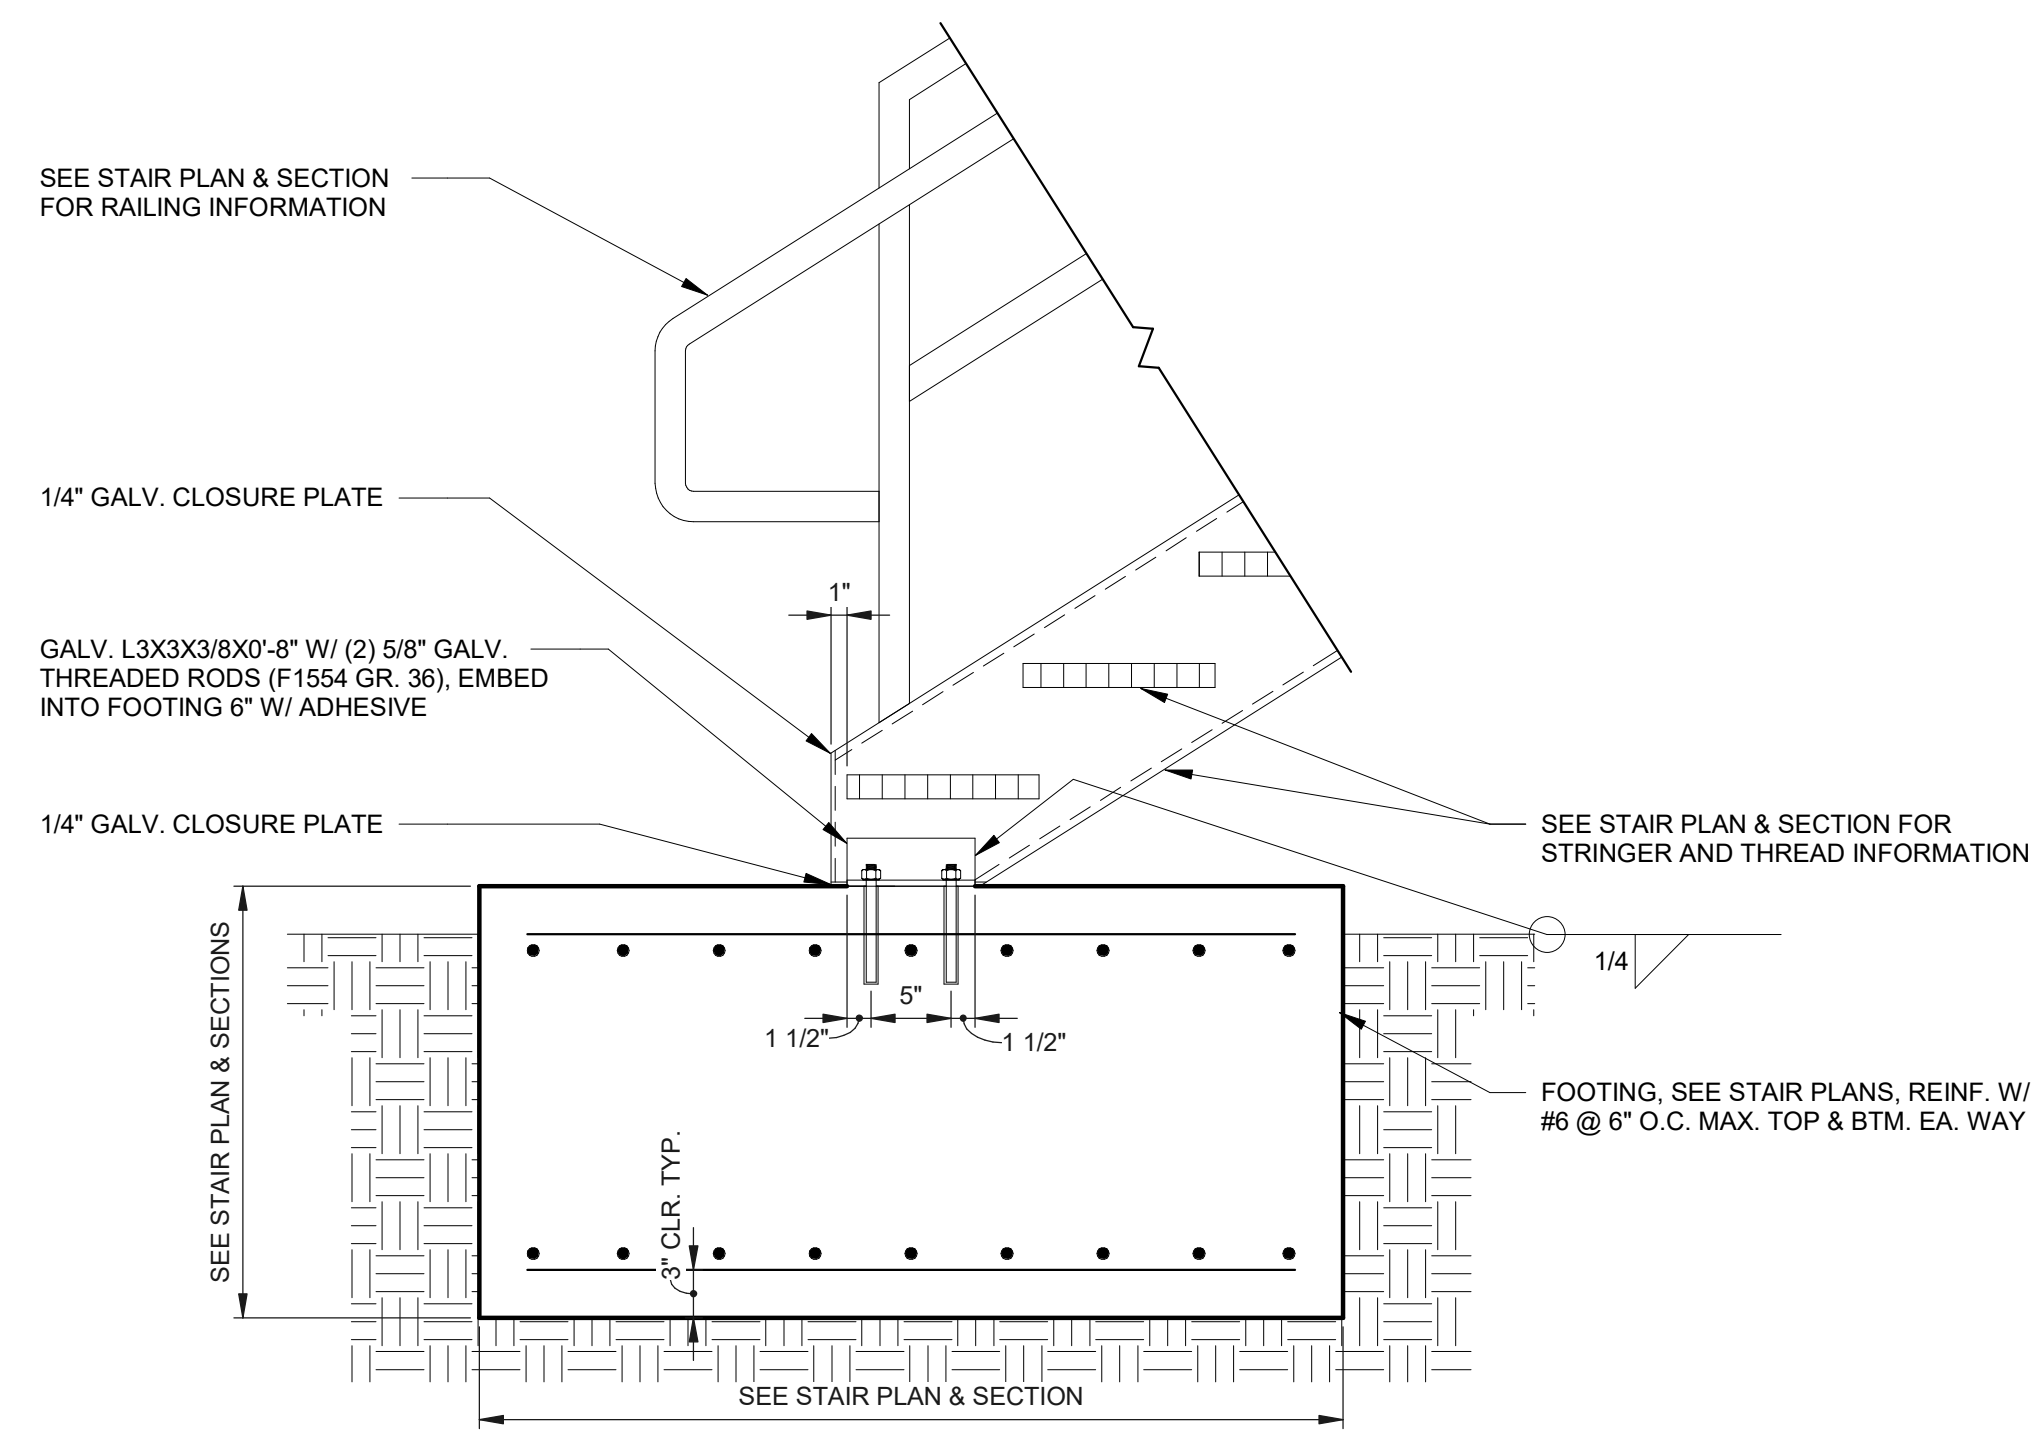 SEE STAIR PLAN & SECTION
FOR RAILING INFORMATION
1/4" GALV. CLOSURE PLATE
1"
GALV. L3X3X3/8X0'-8" W/ (2) 5/8" GALV.
THREADED RODS (F1554 GR. 36), EMBED
INTO FOOTING 6" W/ ADHESIVE
1/4" GALV. CLOSURE PLATE
SEE STAIR PLAN & SECTION FOR
STRINGER AND THREAD INFORMATION
1/4
SEE STAIR PLAN & SECTIONS
5"
1 1/2"
1 1/2"
FOOTING, SEE STAIR PLANS, REINF. W/
#6 @ 6" O.C. MAX. TOP & BTM. EA. WAY
3" CLR. TYP.
SEE STAIR PLAN & SECTION